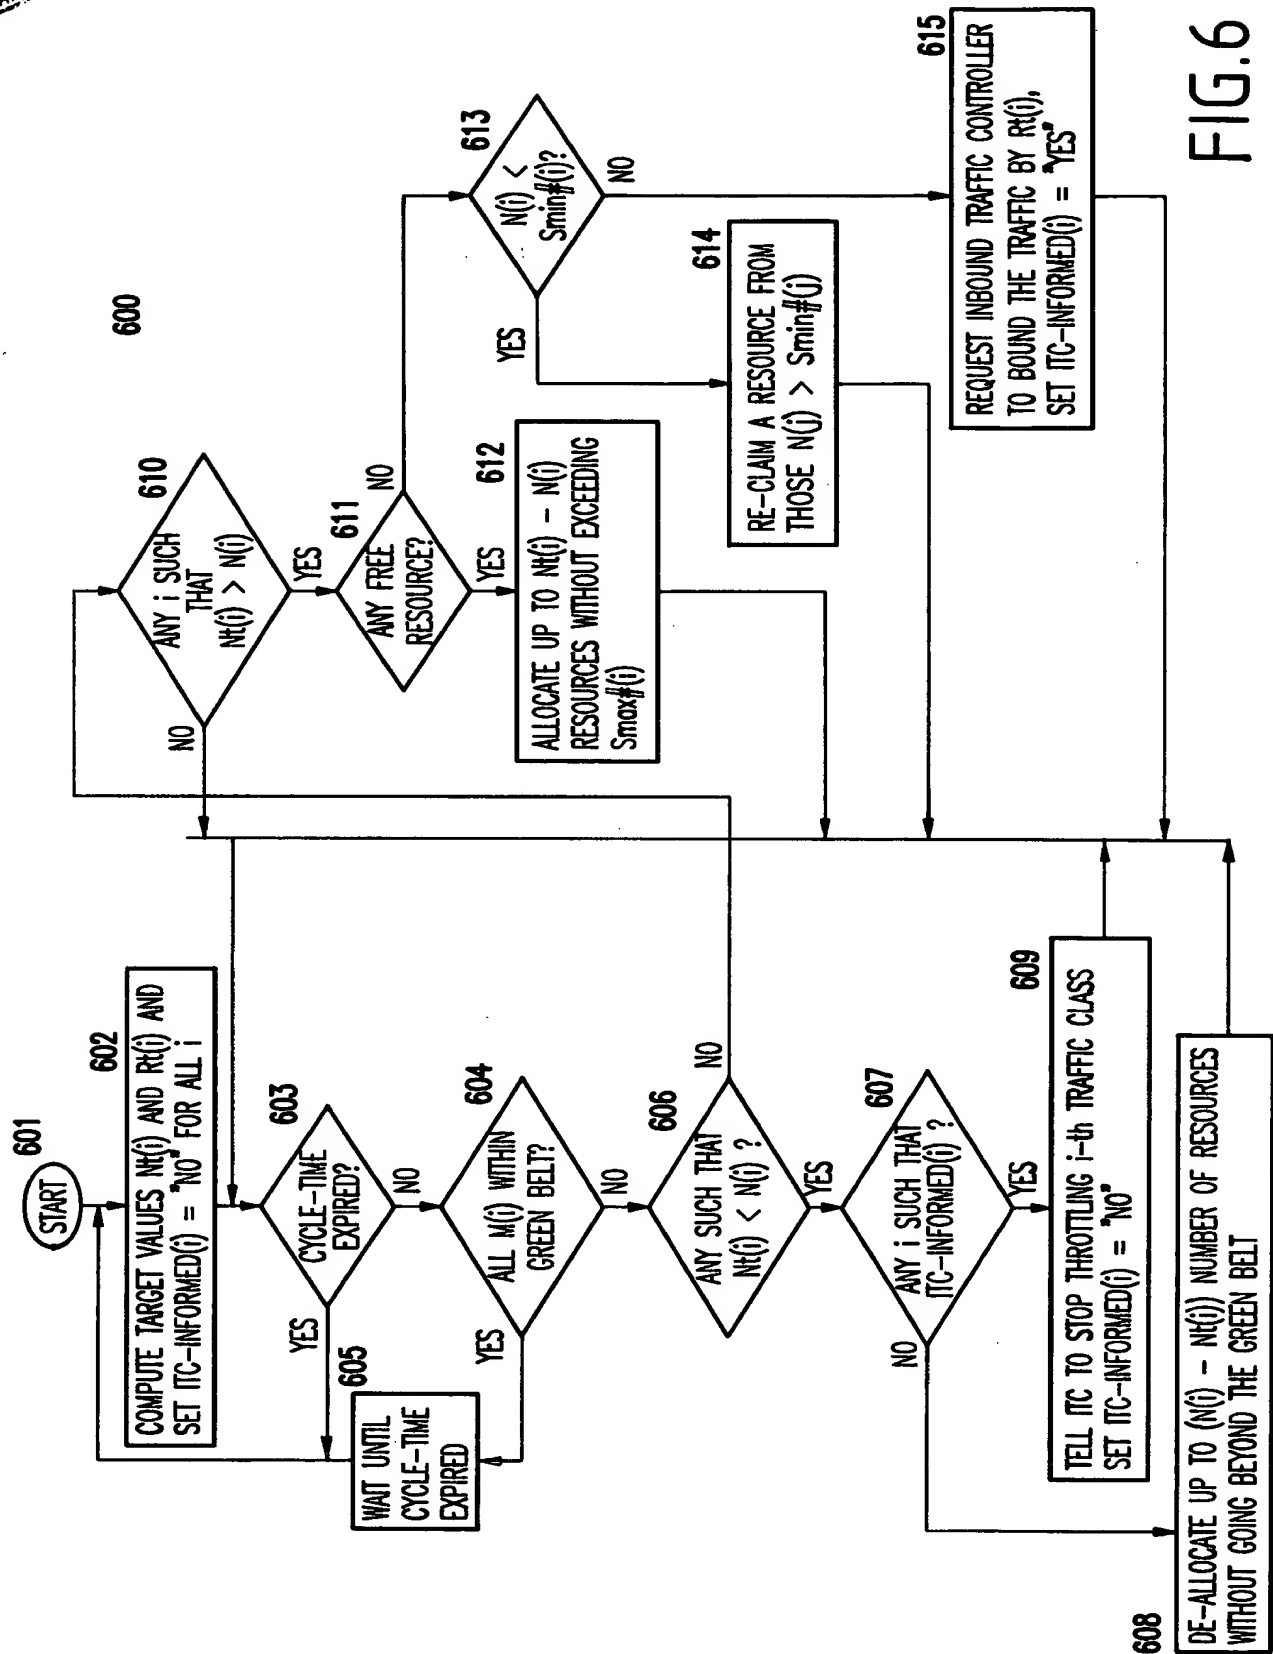 600
601
START
602
COMPUTE TARGET VALUES Nt(i) AND Rt(i) AND
SET ITC-INFORMED(i) = "NO" FOR ALL i
603
CYCLE-TIME
EXPIRED?
YES
NO
604
ALL M(i) WITHIN
GREEN BELT?
YES
NO
605
WAIT UNTIL
CYCLE-TIME
EXPIRED
606
ANY SUCH THAT
Nt(i) < N(i) ?
NO
YES
607
ANY i SUCH THAT
ITC-INFORMED(i) ?
NO
YES
609
TELL ITC TO STOP THROTTLING i-th TRAFFIC CLASS
SET ITC-INFORMED(i) = "NO"
608
DE-ALLOCATE UP TO (N(i) - Nt(i)) NUMBER OF RESOURCES
WITHOUT GOING BEYOND THE GREEN BELT
610
ANY i SUCH
THAT
Nt(i) > N(i)
NO
YES
611
ANY FREE
RESOURCE?
NO
YES
612
ALLOCATE UP TO Nt(i) - N(i)
RESOURCES WITHOUT EXCEEDING
Smax#(i)
613
N(i) <
Smin#(i)?
YES
NO
614
RE-CLAIM A RESOURCE FROM
THOSE N(j) > Smin#(j)
615
REQUEST INBOUND TRAFFIC CONTROLLER
TO BOUND THE TRAFFIC BY Rt(i),
SET ITC-INFORMED(i) = "YES"
FIG.6